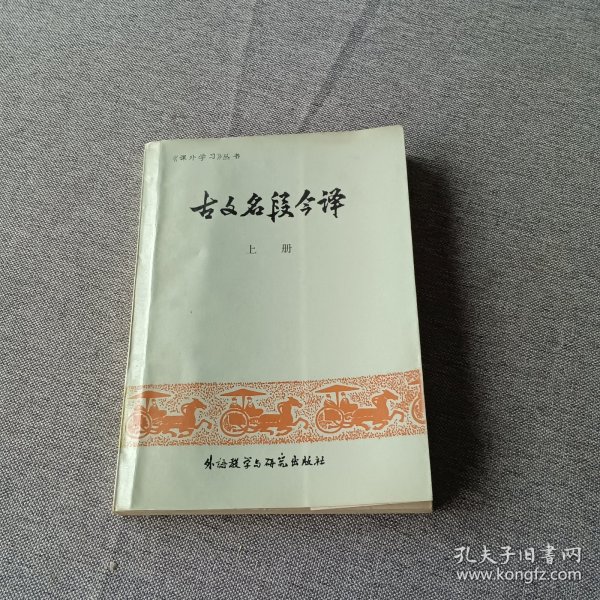 《课外学习》丛书
古文名段今译
上 册
外语教学与研究出版社
孔夫子旧书网
www.kongfz.com